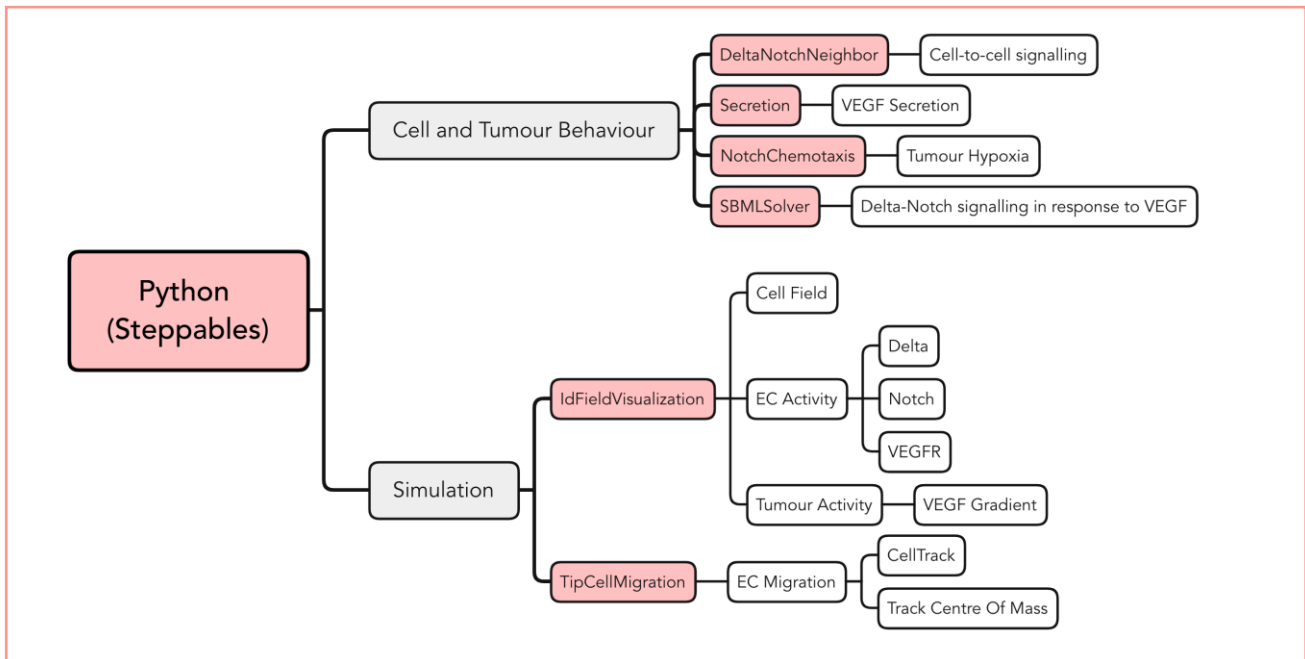 Python
(Steppables)
Cell and Tumour Behaviour
DeltaNotchNeighbor
Cell-to-cell signalling
Secretion
VEGF Secretion
NotchChemotaxis
Tumour Hypoxia
SBMLSolver
Delta-Notch signalling in response to VEGF
Simulation
IdFieldVisualization
Cell Field
EC Activity
Delta
Notch
VEGFR
Tumour Activity
VEGF Gradient
TipCellMigration
EC Migration
CellTrack
Track Centre Of Mass